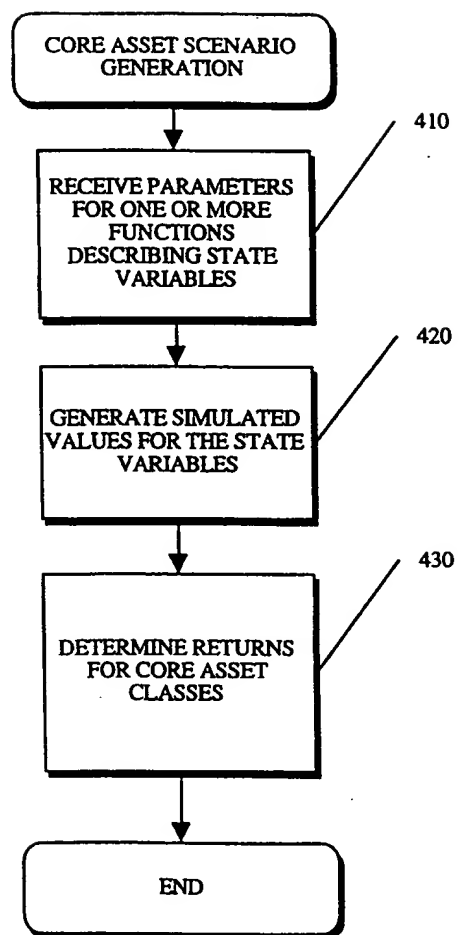 CORE ASSET SCENARIO
GENERATION
410
RECEIVE PARAMETERS
FOR ONE OR MORE
FUNCTIONS
DESCRIBING STATE
VARIABLES
420
GENERATE SIMULATED
VALUES FOR THE STATE
VARIABLES
430
DETERMINE RETURNS
FOR CORE ASSET
CLASSES
END